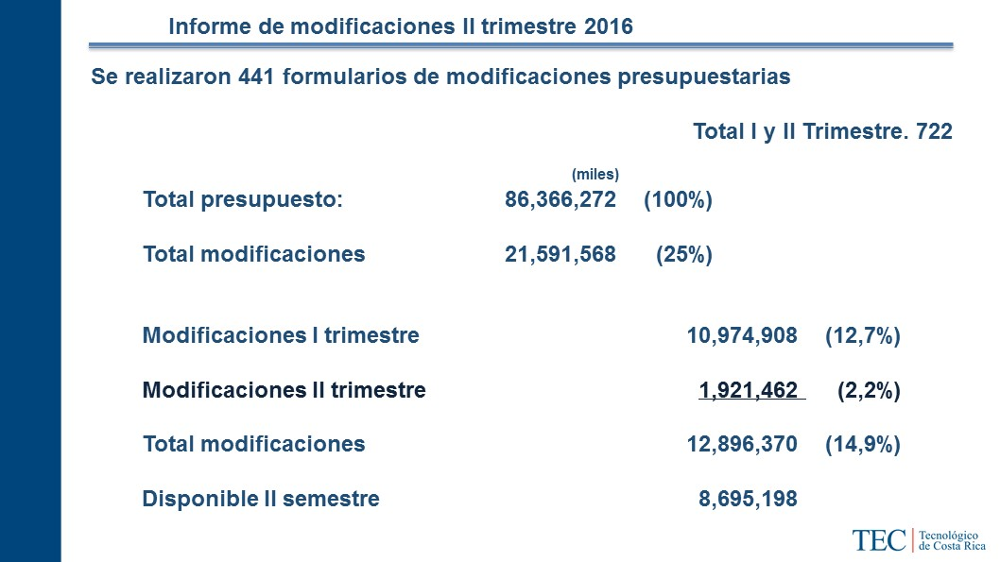 Informe de modificaciones II trimestre 2016
Se realizaron 441 formularios de modificaciones presupuestarias
Total I y II Trimestre. 722
(miles)
Total presupuesto: 86,366,272 (100%)
Total modificaciones 21,591,568 (25%)
Modificaciones I trimestre 10,974,908 (12,7%)
Modificaciones II trimestre 1,921,462 (2,2%)
Total modificaciones 12,896,370 (14,9%)
Disponible II semestre 8,695,198
TEC | Tecnológico
de Costa Rica